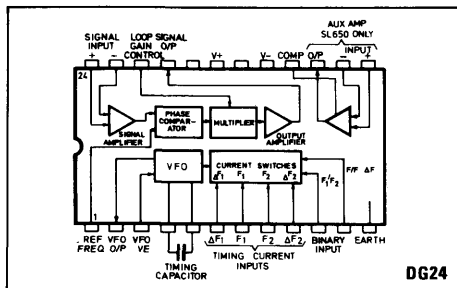 AUX AMP
SL650 ONLY
SIGNAL INPUT
+ -
LOOP GAIN CONTROL
SIGNAL O/P
V+
V-
COMP
O/P
INPUT
- +
24
SIGNAL AMPLIFIER
PHASE COMPAR-ATOR
MULTIPLIER
OUTPUT AMPLIFIER
VFO
CURRENT SWITCHES
ΔF1 F1 F2 ΔF2
F1/F2
F/F ΔF
1
REF FREQ
VFO O/P
VFO VE
TIMING CAPACITOR
ΔF1 F1 F2 ΔF2
TIMING CURRENT INPUTS
BINARY INPUT
EARTH
DG24